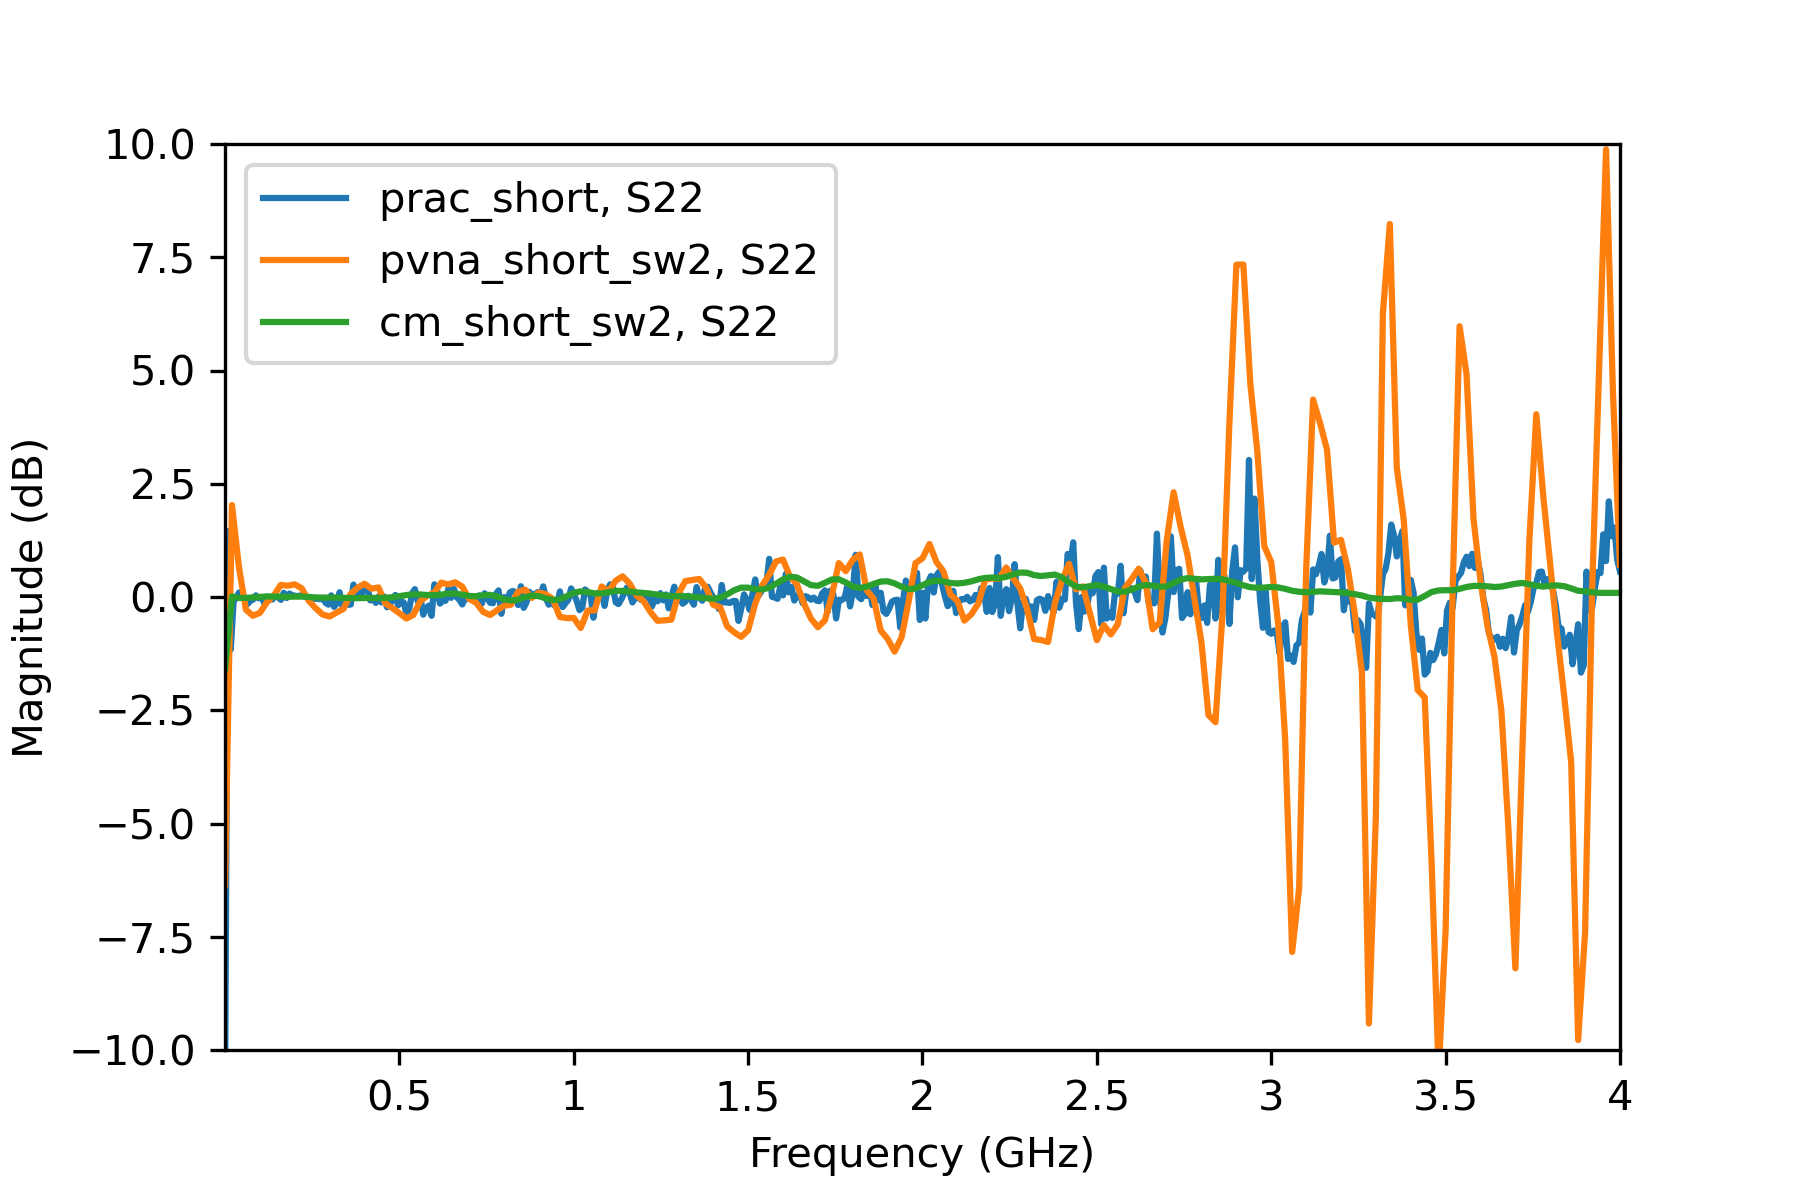 prac_short, S22
pvna_short_sw2, S22
cm_short_sw2, S22
10.0
7.5
5.0
2.5
0.0
−2.5
−5.0
−7.5
−10.0
Magnitude (dB)
0.5 1 1.5 2 2.5 3 3.5 4
Frequency (GHz)